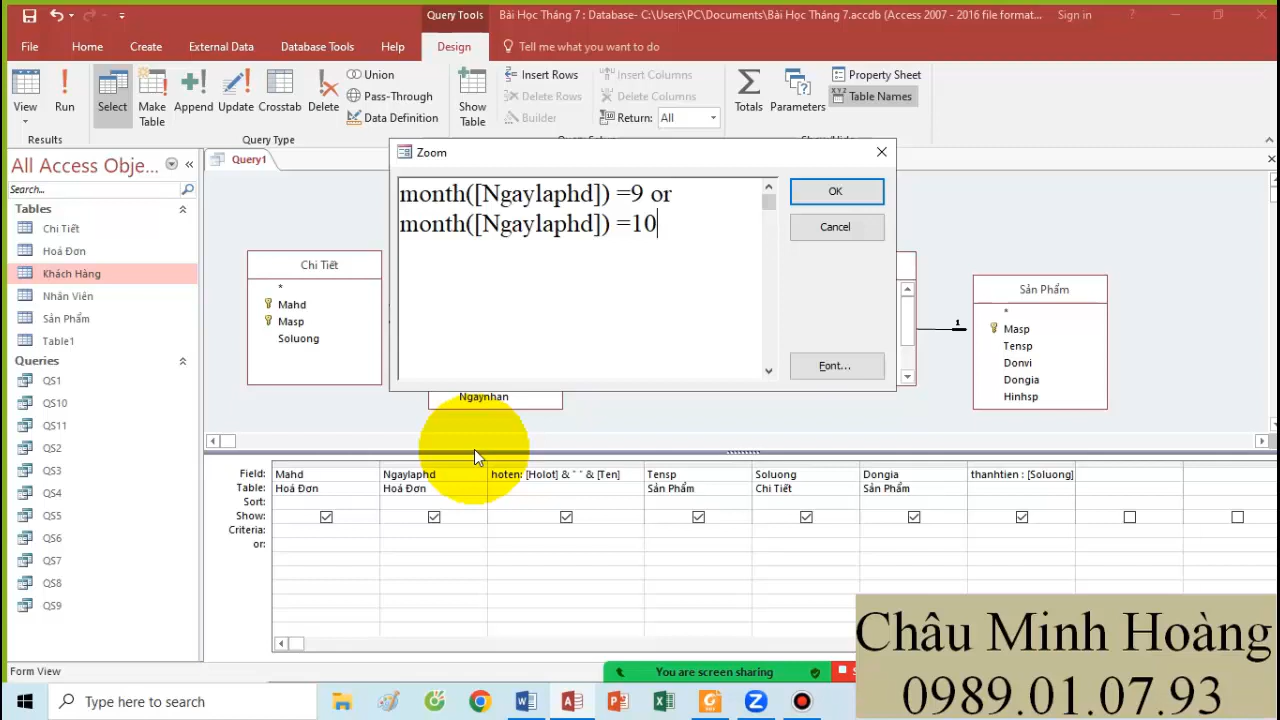 Query Tools
Bài Học Tháng 7 : Database- C:\Users\PC\Documents\Bài Học Tháng 7.accdb (Access 2007 - 2016 file format...
Sign in
File
Home
Create
External Data
Database Tools
Help
Design
Tell me what you want to do
View
Run
Select
Make Table
Append
Update
Crosstab
Delete
Union
Pass-Through
Data Definition
Show Table
Insert Rows
Delete Rows
Builder
Insert Columns
Delete Columns
Return: All
Totals
Parameters
Property Sheet
Table Names
Results
Query Type
All Access Obje...
Search...
Tables
Chi Tiết
Hoá Đơn
Khách Hàng
Nhân Viên
Sản Phẩm
Table1
Queries
QS1
QS10
QS11
QS2
QS3
QS4
QS5
QS6
QS7
QS8
QS9
Query1
Chi Tiết
*
Mahd
Masp
Soluong
Zoom
month([Ngaylaphd]) =9 or
month([Ngaylaphd]) =10
OK
Cancel
Font...
Ngaynhan
1
Sản Phẩm
*
Masp
Tensp
Donvi
Dongia
Hinhsp
Field: Mahd Ngaylaphd hoten: [Holot] & " " & [Ten] Tensp Soluong Dongia thanhtien : [Soluong]
Table: Hoá Đơn Hoá Đơn Sản Phẩm Chi Tiết Sản Phẩm
Sort:
Show:
Criteria:
or:
Châu Minh Hoàng
0989.01.07.93
Form View
You are screen sharing
Type here to search